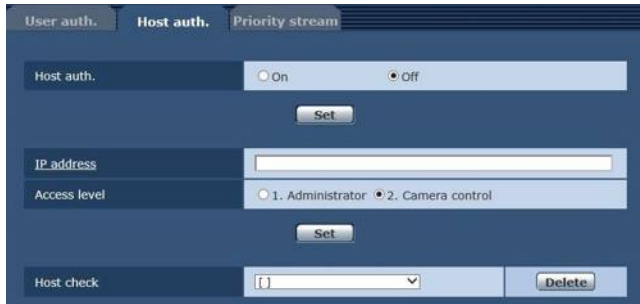 User auth. Host auth. Priority stream
Host auth. On Off
Set
IP address
Access level 1. Administrator 2. Camera control
Set
Host check [ ] Delete